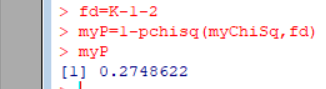 > fd=K-1-2
> myP=1-pchisq(myChiSq,fd)
> myP
[1] 0.2748622
>